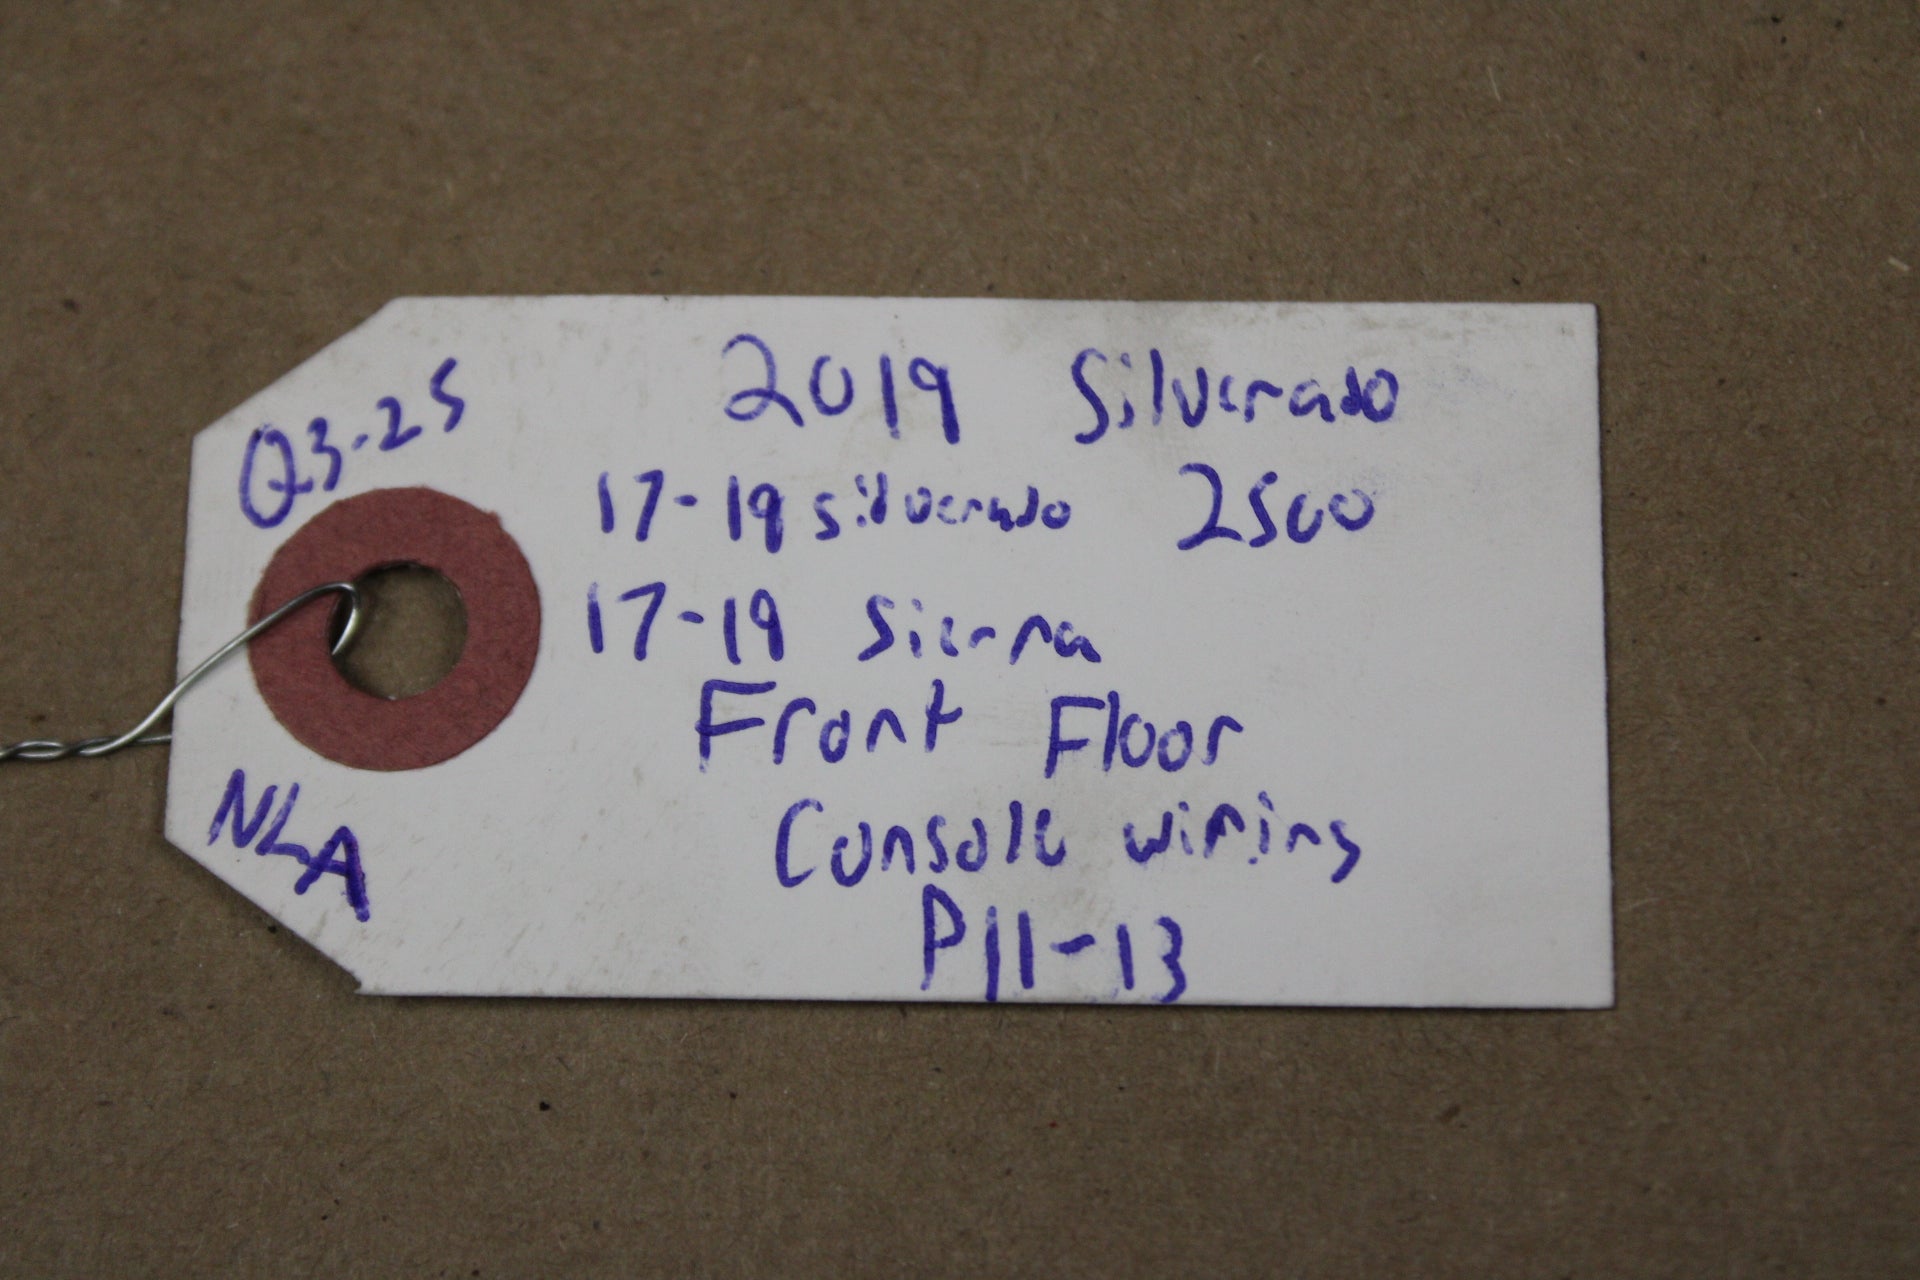 Q3-25
2019 Silverado
17-19 silverado 2500
17-19 Sierra
Front Floor
Console wiring
P11-13
NLA